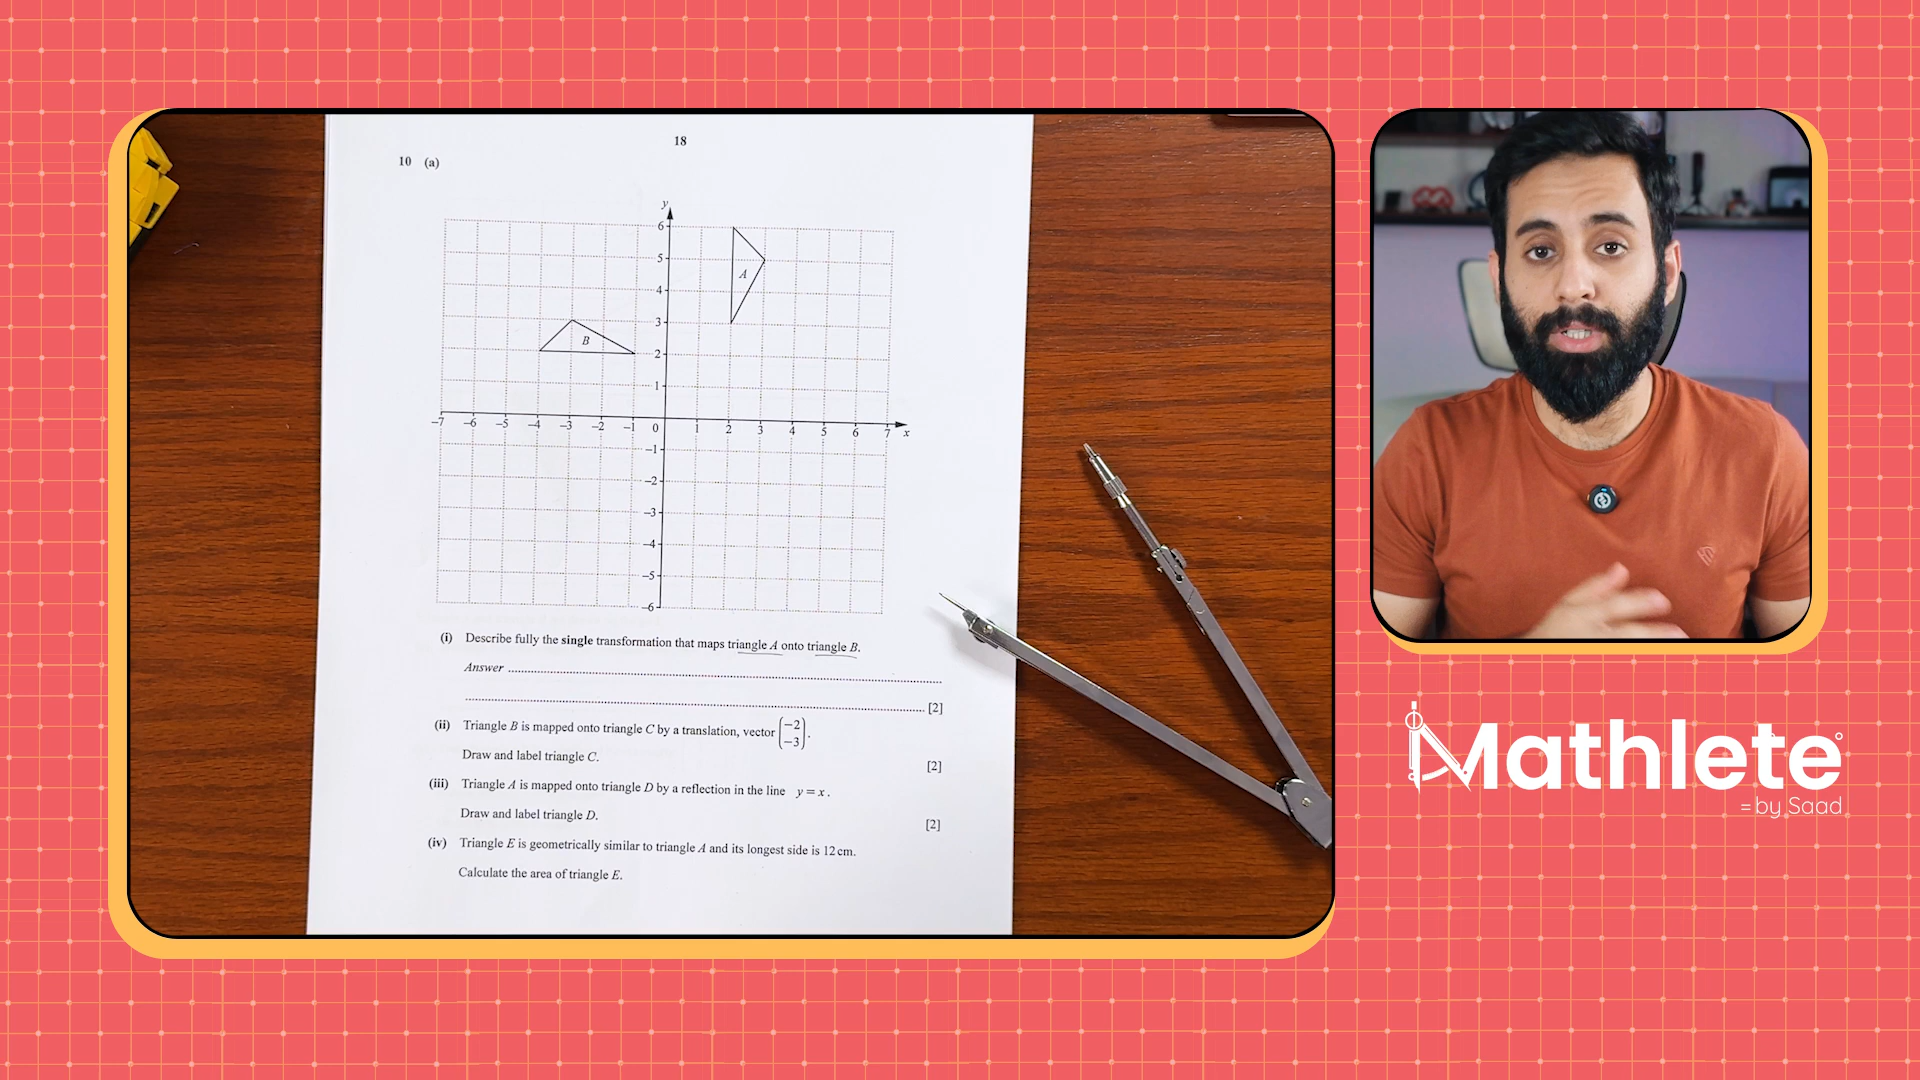 18
10 (a)
y
6
5
4
3
2
1
A
B
−7 −6 −5 −4 −3 −2 −1 0 1 2 3 4 5 6 7 x
−1
−2
−3
−4
−5
−6
(i) Describe fully the single transformation that maps triangle A onto triangle B.
Answer ........................................................................
........................................................................ [2]
(ii) Triangle B is mapped onto triangle C by a translation, vector (−2
−3).
Draw and label triangle C.
[2]
(iii) Triangle A is mapped onto triangle D by a reflection in the line y = x.
Draw and label triangle D.
[2]
(iv) Triangle E is geometrically similar to triangle A and its longest side is 12 cm.
Calculate the area of triangle E.
Mathlete
= by Saad